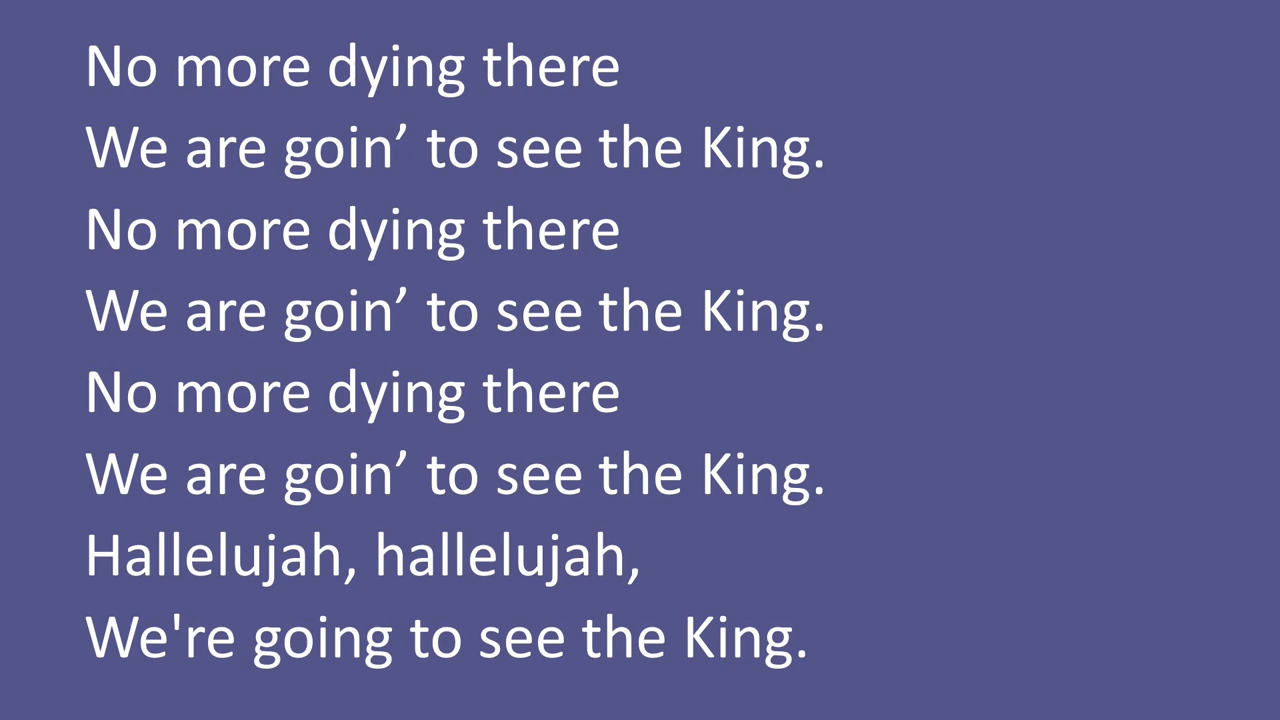 No more dying there
We are goin’ to see the King.
No more dying there
We are goin’ to see the King.
No more dying there
We are goin’ to see the King.
Hallelujah, hallelujah,
We're going to see the King.